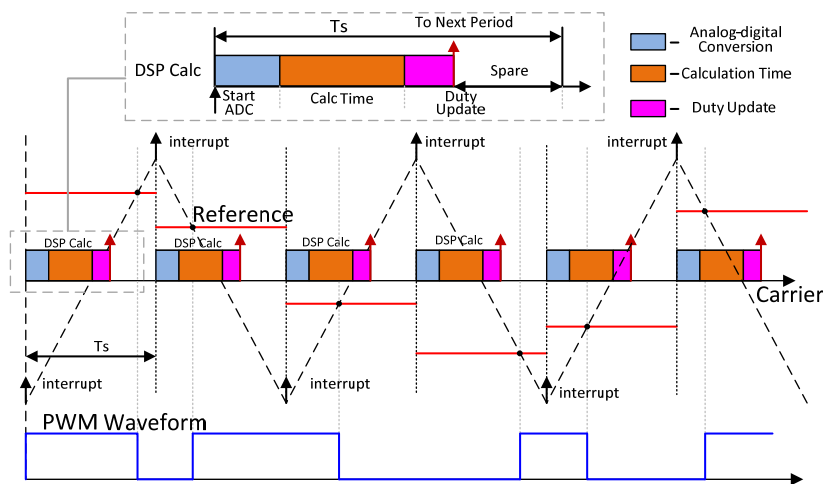 Ts
To Next Period
DSP Calc
Spare
Start
ADC
Calc Time
Duty
Update
Analog-digital
Conversion
Calculation Time
Duty Update
interrupt
interrupt
interrupt
Reference
DSP Calc
DSP Calc
DSP Calc
DSP Calc
Carrier
Ts
interrupt
interrupt
interrupt
PWM Waveform